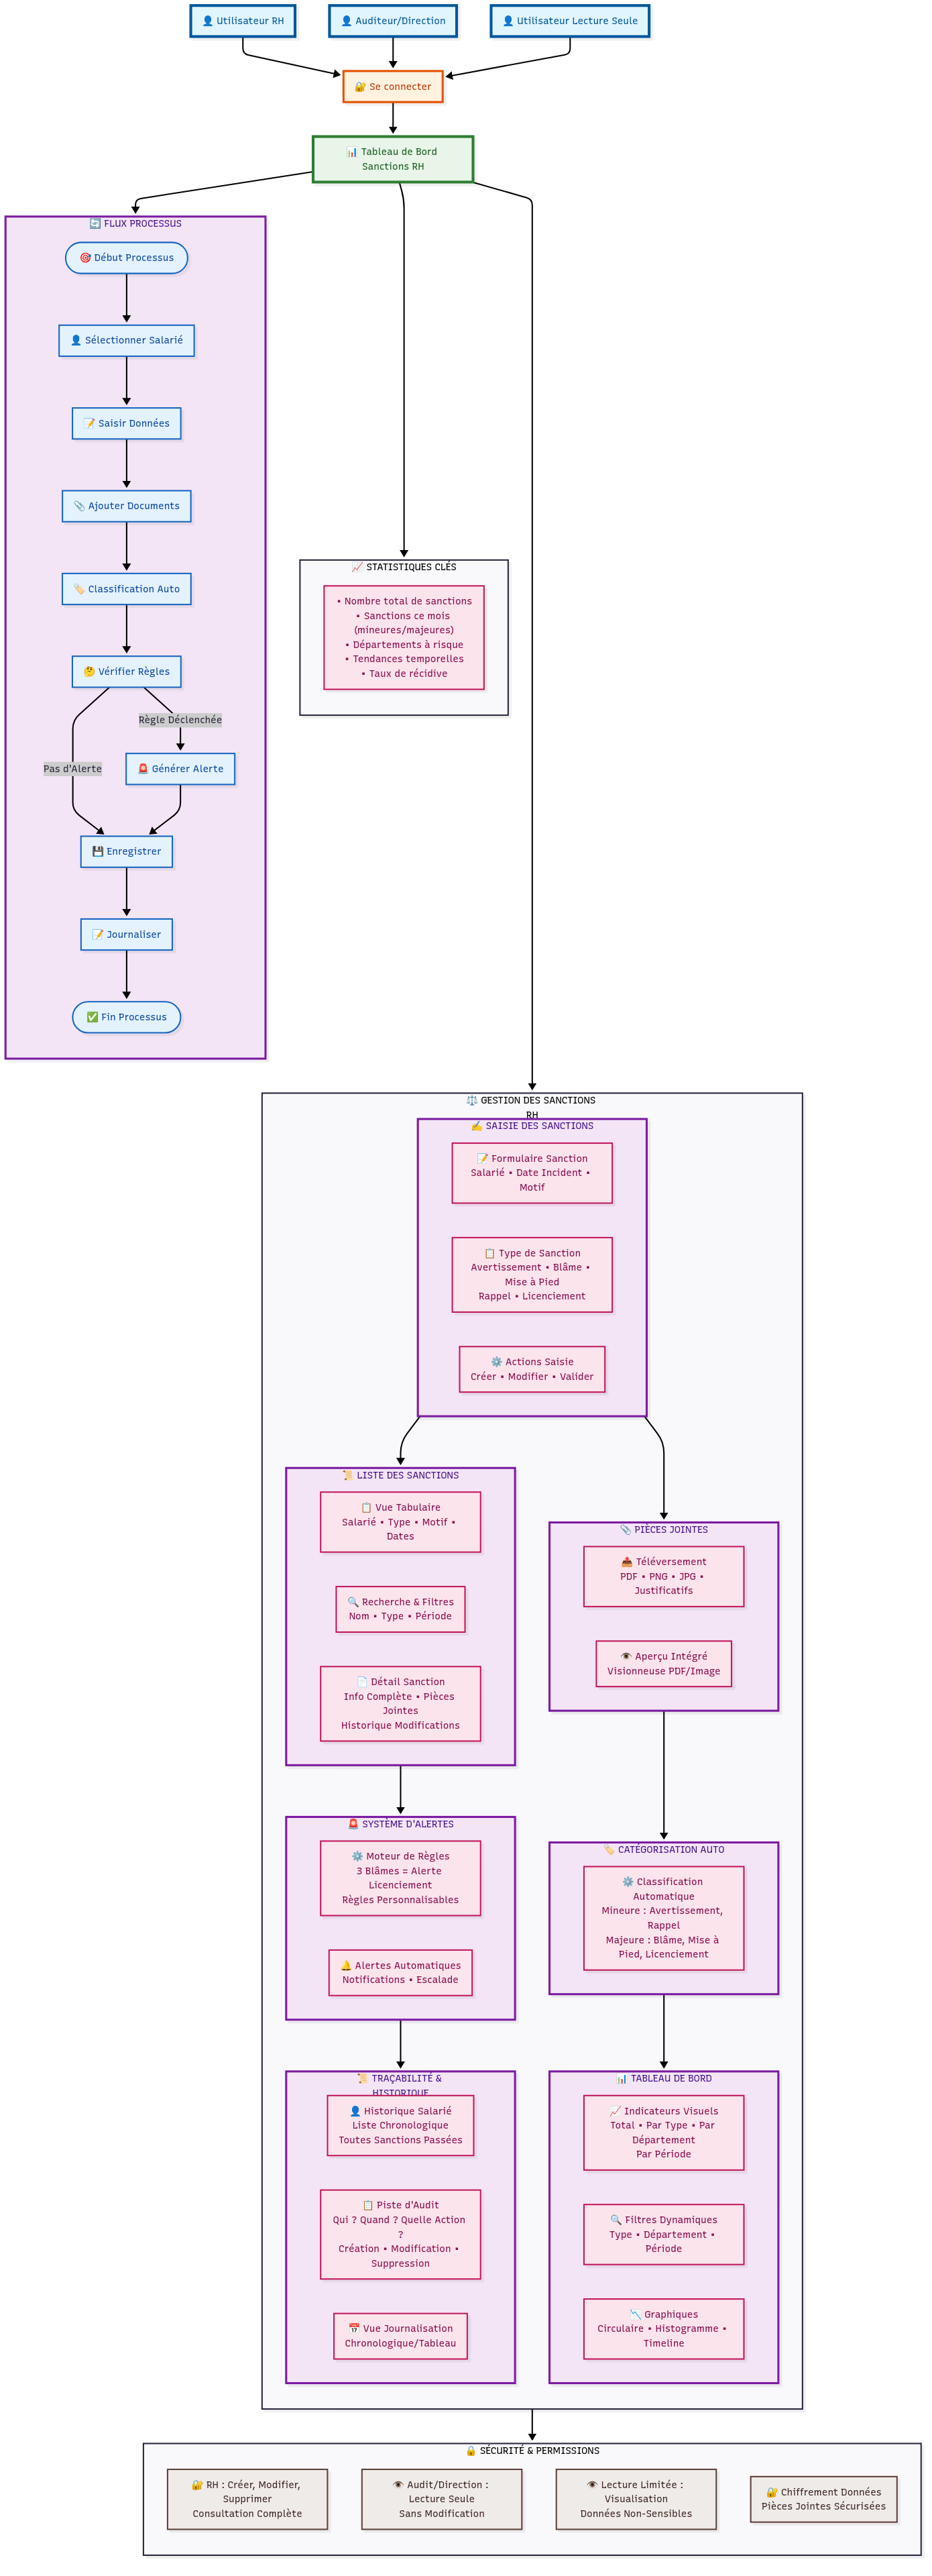 👤 Utilisateur RH
👤 Auditeur/Direction
👤 Utilisateur Lecture Seule
🔐 Se connecter
📊 Tableau de Bord
Sanctions RH
🔄 FLUX PROCESSUS
🎯 Début Processus
👤 Sélectionner Salarié
📝 Saisir Données
📎 Ajouter Documents
🏷️ Classification Auto
🤔 Vérifier Règles
Règle Déclenchée
Pas d'Alerte
🚨 Générer Alerte
💾 Enregistrer
📝 Journaliser
✅ Fin Processus
📈 STATISTIQUES CLÉS
• Nombre total de sanctions
• Sanctions ce mois
(mineures/majeures)
• Départements à risque
• Tendances temporelles
• Taux de récidive
⚖️ GESTION DES SANCTIONS
RH
✍️ SAISIE DES SANCTIONS
📝 Formulaire Sanction
Salarié • Date Incident •
Motif
📋 Type de Sanction
Avertissement • Blâme •
Mise à Pied
Rappel • Licenciement
⚙️ Actions Saisie
Créer • Modifier • Valider
📜 LISTE DES SANCTIONS
📋 Vue Tabulaire
Salarié • Type • Motif •
Dates
🔍 Recherche & Filtres
Nom • Type • Période
📄 Détail Sanction
Info Complète • Pièces
Jointes
Historique Modifications
📎 PIÈCES JOINTES
📤 Téléversement
PDF • PNG • JPG •
Justificatifs
👁️ Aperçu Intégré
Visionneuse PDF/Image
🚨 SYSTÈME D'ALERTES
⚙️ Moteur de Règles
3 Blâmes = Alerte
Licenciement
Règles Personnalisables
🔔 Alertes Automatiques
Notifications • Escalade
🏷️ CATÉGORISATION AUTO
⚙️ Classification
Automatique
Mineure : Avertissement,
Rappel
Majeure : Blâme, Mise à
Pied, Licenciement
📜 TRAÇABILITÉ &
HISTORIQUE
👤 Historique Salarié
Liste Chronologique
Toutes Sanctions Passées
📋 Piste d'Audit
Qui ? Quand ? Quelle Action
?
Création • Modification •
Suppression
📅 Vue Journalisation
Chronologique/Tableau
📊 TABLEAU DE BORD
📈 Indicateurs Visuels
Total • Par Type • Par
Département
Par Période
🔍 Filtres Dynamiques
Type • Département •
Période
📉 Graphiques
Circulaire • Histogramme •
Timeline
🔒 SÉCURITÉ & PERMISSIONS
🔐 RH : Créer, Modifier,
Supprimer
Consultation Complète
👁️ Audit/Direction :
Lecture Seule
Sans Modification
👁️ Lecture Limitée :
Visualisation
Données Non-Sensibles
🔐 Chiffrement Données
Pièces Jointes Sécurisées